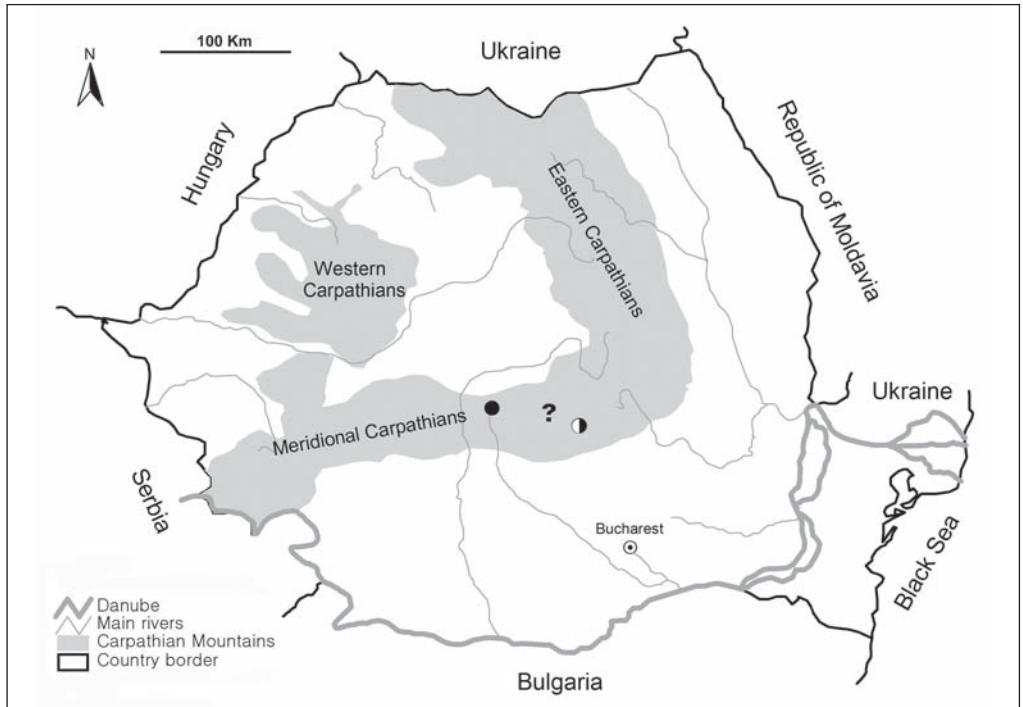 100 Km
Ukraine
N
Hungary
Republic of Moldavia
Eastern Carpathians
Western
Carpathians
Ukraine
?
Meridional Carpathians
Serbia
Bucharest
Black Sea
Danube
Main rivers
Carpathian Mountains
Country border
Bulgaria